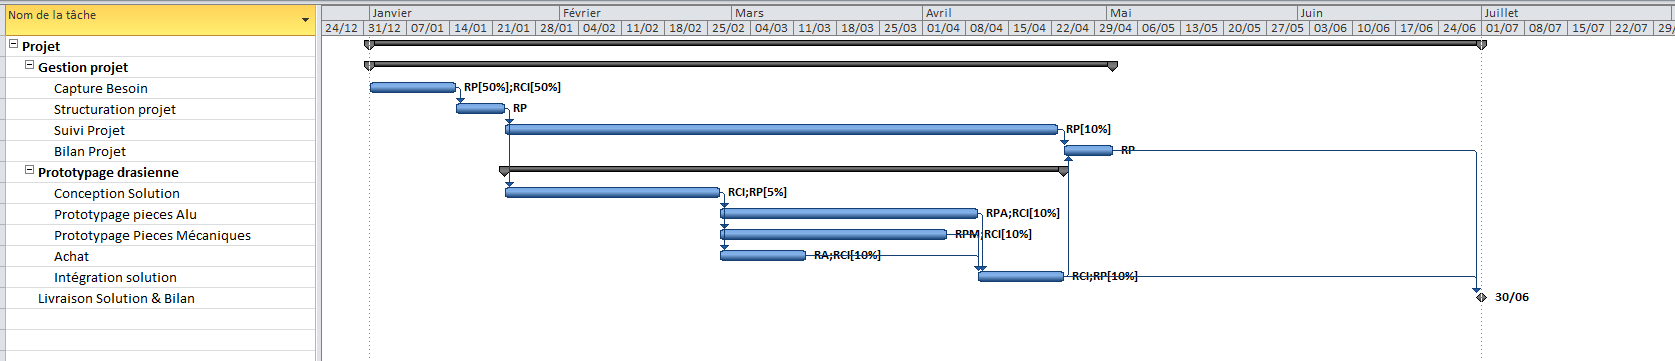 Nom de la tâche
Janvier Février Mars Avril Mai Juin Juillet
24/12 31/12 07/01 14/01 21/01 28/01 04/02 11/02 18/02 25/02 04/03 11/03 18/03 25/03 01/04 08/04 15/04 22/04 29/04 06/05 13/05 20/05 27/05 03/06 10/06 17/06 24/06 01/07 08/07 15/07 22/07 29/
Projet
Gestion projet
Capture Besoin RP[50%];RCI[50%]
Structuration projet RP
Suivi Projet RP[10%]
Bilan Projet RP
Prototypage drasienne
Conception Solution RCI;RP[5%]
Prototypage pieces Alu RPA;RCI[10%]
Prototypage Pieces Mécaniques RPM;RCI[10%]
Achat RA;RCI[10%]
Intégration solution RCI;RP[10%]
Livraison Solution & Bilan 30/06